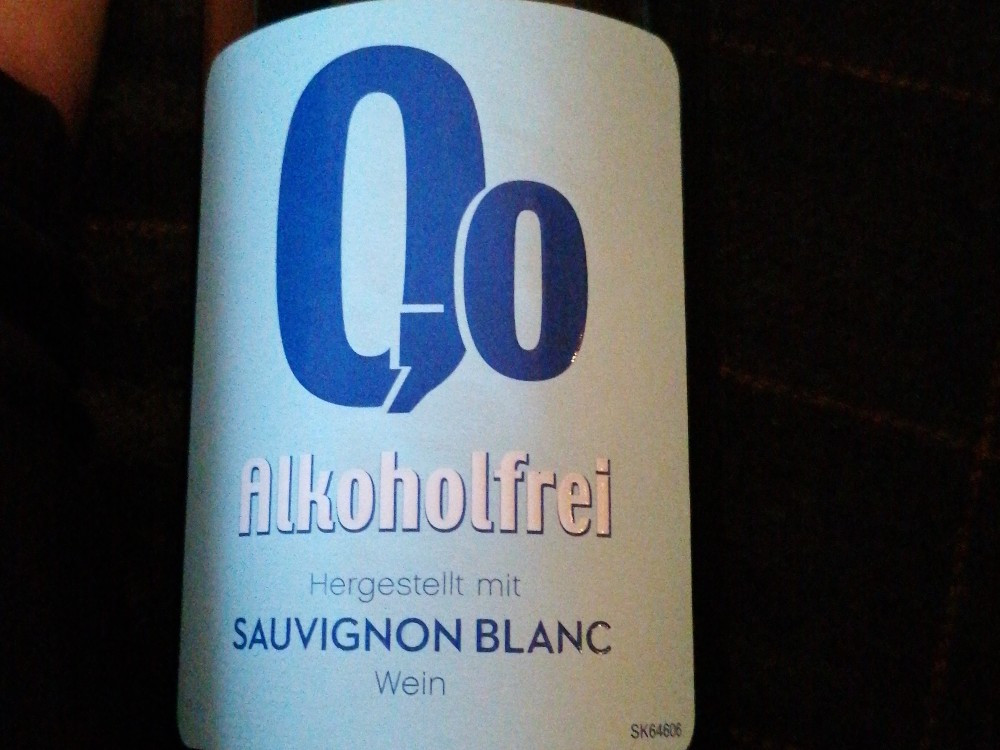 0,0
Alkoholfrei
Hergestellt mit
SAUVIGNON BLANC
Wein
SK64606